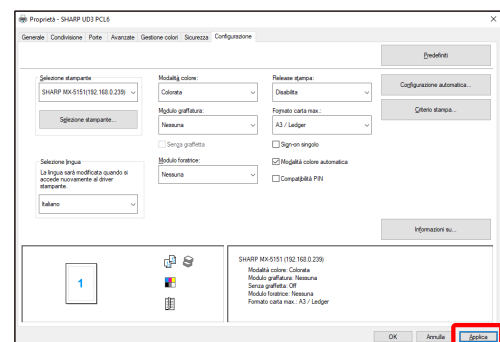 Proprietà - SHARP UD3 PCL6
Generale Condivisione Porte Avanzate Gestione colori Sicurezza Configurazione
Predefiniti
Selezione stampante
SHARP MX-5151(192.168.0.239)
Selezione stampante...
Selezione lingua
La lingua sarà modificata quando si
accede nuovamente al driver
stampante.
Italiano
Modalità colore:
Colorata
Modulo graffatura:
Nessuna
Senza graffetta
Modulo foratrice:
Nessuna
Release stampa:
Disabilita
Formato carta max.:
A3 / Ledger
Sign-on singolo
Modalità colore automatica
Compatibilità PIN
Configurazione automatica...
Criterio stampa...
Informazioni su...
1
SHARP MX-5151 (192.168.0.239)
Modalità colore: Colorata
Modulo graffatura: Nessuna
Senza graffetta: Off
Modulo foratrice: Nessuna
Formato carta max.: A3 / Ledger
OK Annulla Applica